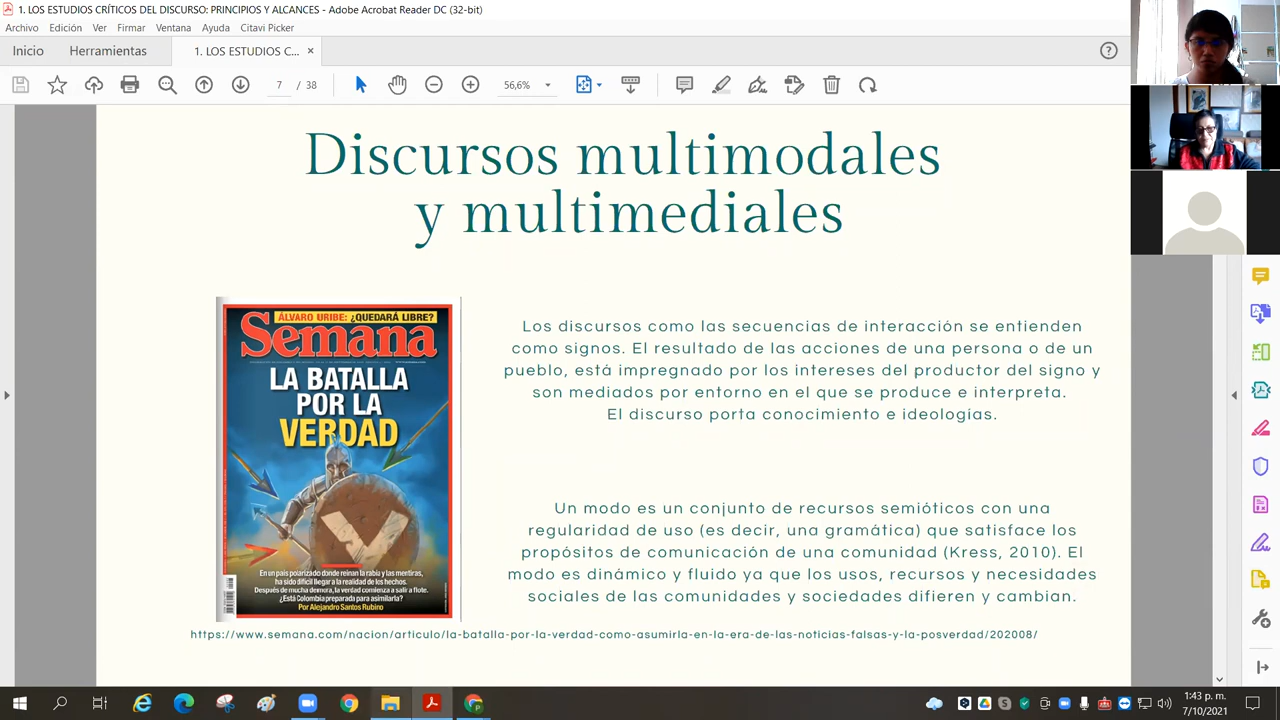 1. LOS ESTUDIOS CRÍTICOS DEL DISCURSO: PRINCIPIOS Y ALCANCES - Adobe Acrobat Reader DC (32-bit)
Archivo Edición Ver Firmar Ventana Ayuda Citavi Picker
Inicio Herramientas 1. LOS ESTUDIOS C... ×
7 / 38 56,6%
Discursos multimodales
y multimediales
ÁLVARO URIBE: ¿QUEDARÁ LIBRE?
Semana
LA BATALLA
POR LA
VERDAD
En un país polarizado donde reinan la rabia y las mentiras,
ha sido difícil llegar a la realidad de los hechos.
Después de mucha demora, la verdad comienza a salir a flote.
¿Está Colombia preparada para asimilarla?
Por Alejandro Santos Rubino
Los discursos como las secuencias de interacción se entienden
como signos. El resultado de las acciones de una persona o de un
pueblo, está impregnado por los intereses del productor del signo y
son mediados por entorno en el que se produce e interpreta.
El discurso porta conocimiento e ideologías.
Un modo es un conjunto de recursos semióticos con una
regularidad de uso (es decir, una gramática) que satisface los
propósitos de comunicación de una comunidad (Kress, 2010). El
modo es dinámico y fluido ya que los usos, recursos y necesidades
sociales de las comunidades y sociedades difieren y cambian.
https://www.semana.com/nacion/articulo/la-batalla-por-la-verdad-como-asumirla-en-la-era-de-las-noticias-falsas-y-la-posverdad/202008/
1:43 p. m.
7/10/2021